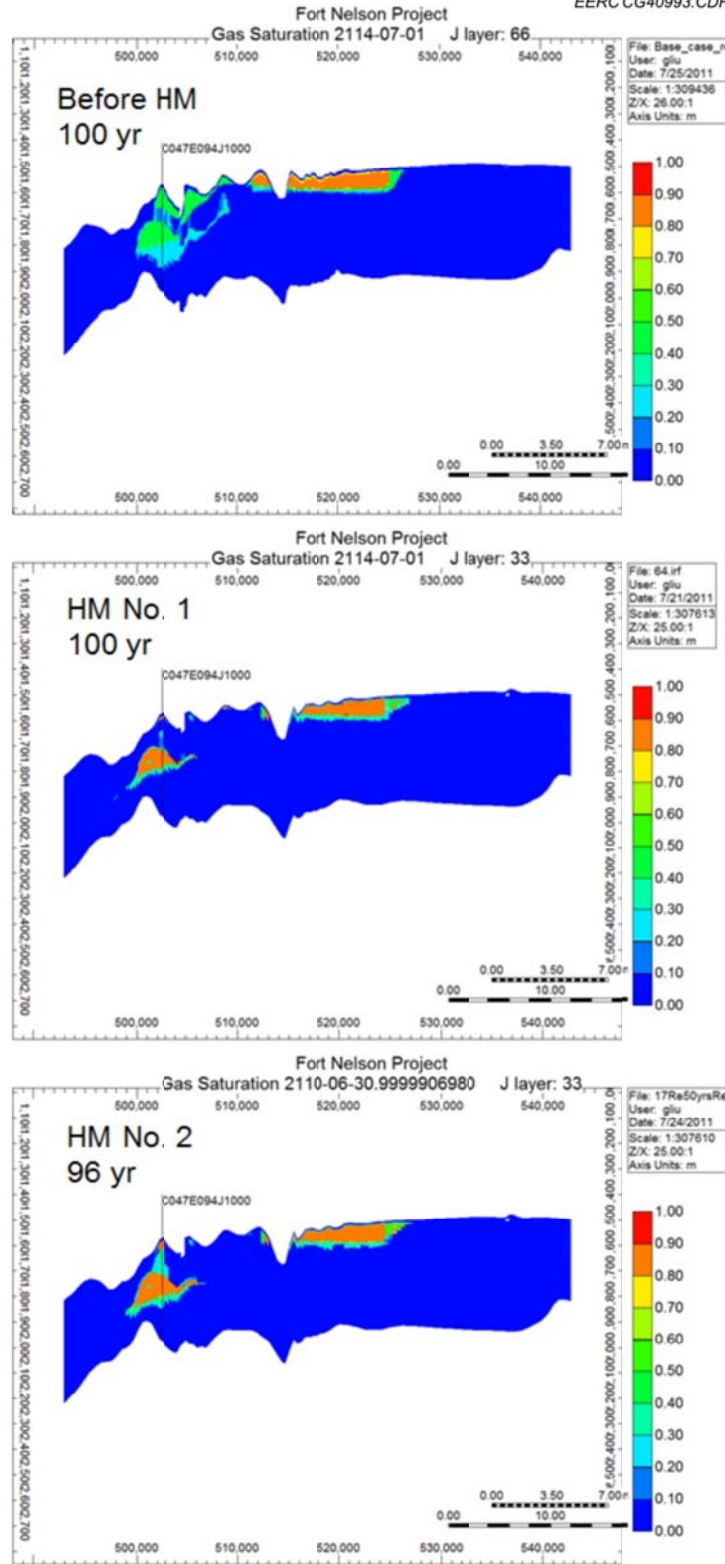 EERC CG40993.CDR
Fort Nelson Project
Gas Saturation 2114-07-01 J layer: 66
File: Base_case_n
User: gliu
Date: 7/25/2011
Scale: 1:309436
Z/X: 26.00:1
Axis Units: m
500,000 510,000 520,000 530,000 540,000
Before HM
100 yr
C047E094J1000
1.00
0.90
0.80
0.70
0.60
0.50
0.40
0.30
0.20
0.10
0.00
0.00 3.50 7.00
0.00 10.00
500,000 510,000 520,000 530,000 540,000
Fort Nelson Project
Gas Saturation 2114-07-01 J layer: 33
File: 64.irf
User: gliu
Date: 7/21/2011
Scale: 1:307613
Z/X: 25.00:1
Axis Units: m
500,000 510,000 520,000 530,000 540,000
HM No. 1
100 yr
C047E094J1000
1.00
0.90
0.80
0.70
0.60
0.50
0.40
0.30
0.20
0.10
0.00
0.00 3.50 7.00
0.00 10.00
500,000 510,000 520,000 530,000 540,000
Fort Nelson Project
Gas Saturation 2110-06-30.9999906980 J layer: 33
File: 17Re50yrsRe
User: gliu
Date: 7/24/2011
Scale: 1:307610
Z/X: 25.00:1
Axis Units: m
500,000 510,000 520,000 530,000 540,000
HM No. 2
96 yr
C047E094J1000
1.00
0.90
0.80
0.70
0.60
0.50
0.40
0.30
0.20
0.10
0.00
0.00 3.50 7.00
0.00 10.00
500,000 510,000 520,000 530,000 540,000